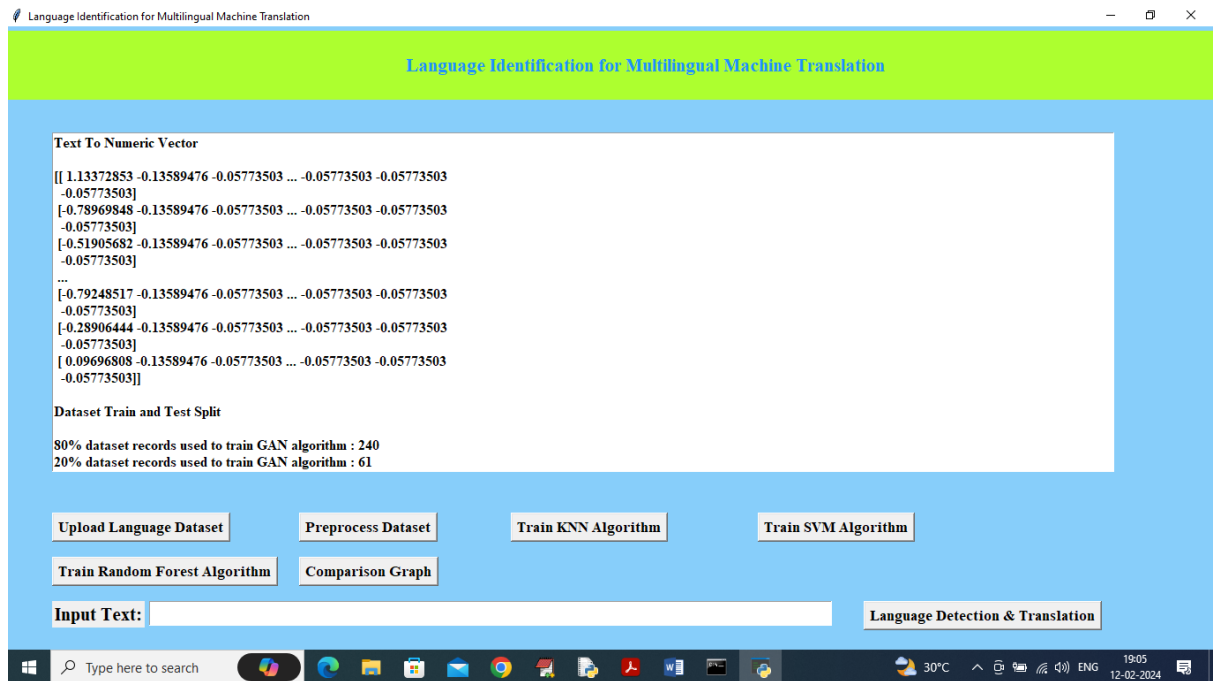 Language Identification for Multilingual Machine Translation
Language Identification for Multilingual Machine Translation
Text To Numeric Vector
[[ 1.13372853 -0.13589476 -0.05773503 ... -0.05773503 -0.05773503
-0.05773503]
[-0.78969848 -0.13589476 -0.05773503 ... -0.05773503 -0.05773503
-0.05773503]
[-0.51905682 -0.13589476 -0.05773503 ... -0.05773503 -0.05773503
-0.05773503]
...
[-0.79248517 -0.13589476 -0.05773503 ... -0.05773503 -0.05773503
-0.05773503]
[-0.28906444 -0.13589476 -0.05773503 ... -0.05773503 -0.05773503
-0.05773503]
[ 0.09696808 -0.13589476 -0.05773503 ... -0.05773503 -0.05773503
-0.05773503]]
Dataset Train and Test Split
80% dataset records used to train GAN algorithm : 240
20% dataset records used to train GAN algorithm : 61
Upload Language Dataset Preprocess Dataset Train KNN Algorithm Train SVM Algorithm
Train Random Forest Algorithm Comparison Graph
Input Text: Language Detection & Translation
Type here to search 30°C ENG 19:05
12-02-2024